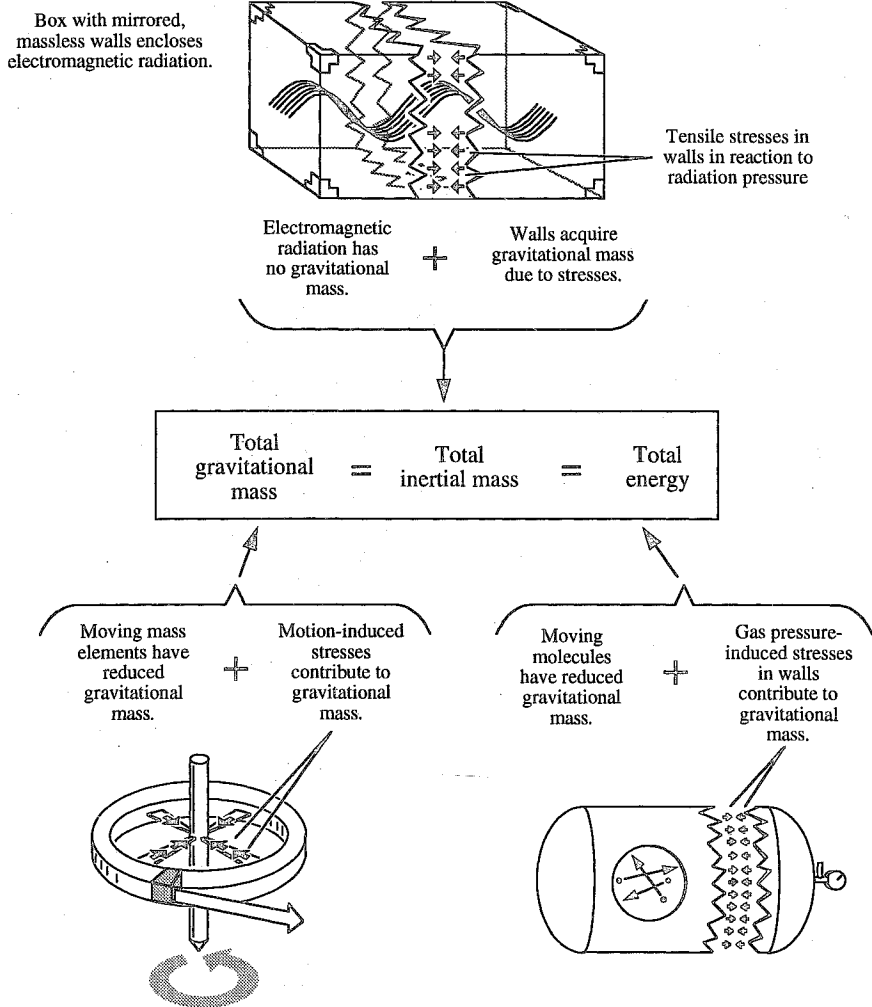 Box with mirrored,
massless walls encloses
electromagnetic radiation.
Tensile stresses in
walls in reaction to
radiation pressure
Electromagnetic
radiation has
no gravitational
mass.
+
Walls acquire
gravitational mass
due to stresses.
Total
gravitational
mass
=
Total
inertial mass
=
Total
energy
Moving mass
elements have
reduced
gravitational
mass.
+
Motion-induced
stresses
contribute to
gravitational
mass.
Moving
molecules
have reduced
gravitational
mass.
+
Gas pressure-
induced stresses
in walls
contribute to
gravitational
mass.